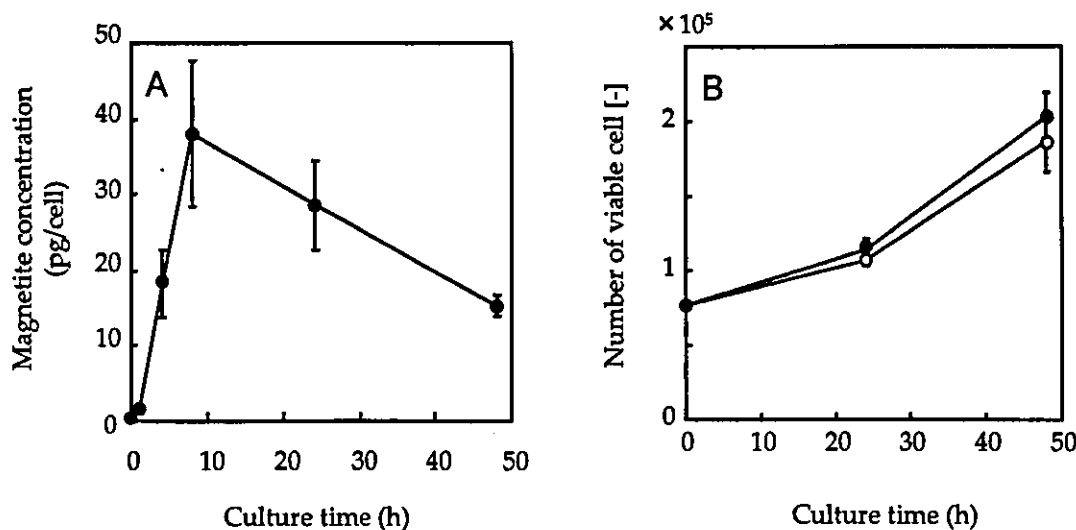 A
50
40
30
20
10
0
Magnetite concentration
(pg/cell)
0 10 20 30 40 50
Culture time (h)
× 10⁵
B
2
1
0
Number of viable cell [-]
0 10 20 30 40 50
Culture time (h)